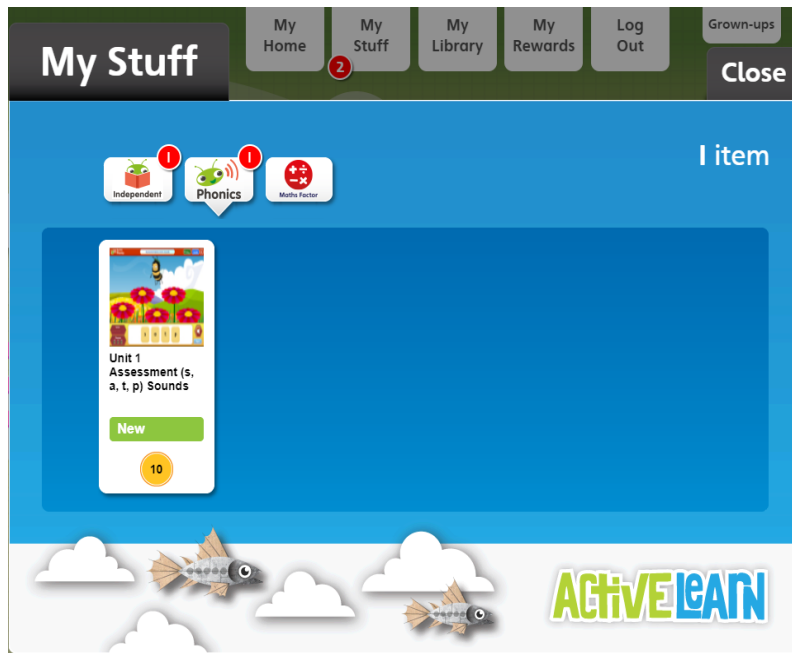 My Stuff
My Home
My Stuff
2
My Library
My Rewards
Log Out
Grown-ups
Close
1 item
Independent
1
Phonics
1
Maths Factor
Unit 1
Assessment (s,
a, t, p) Sounds
New
10
ACTIVELEARN